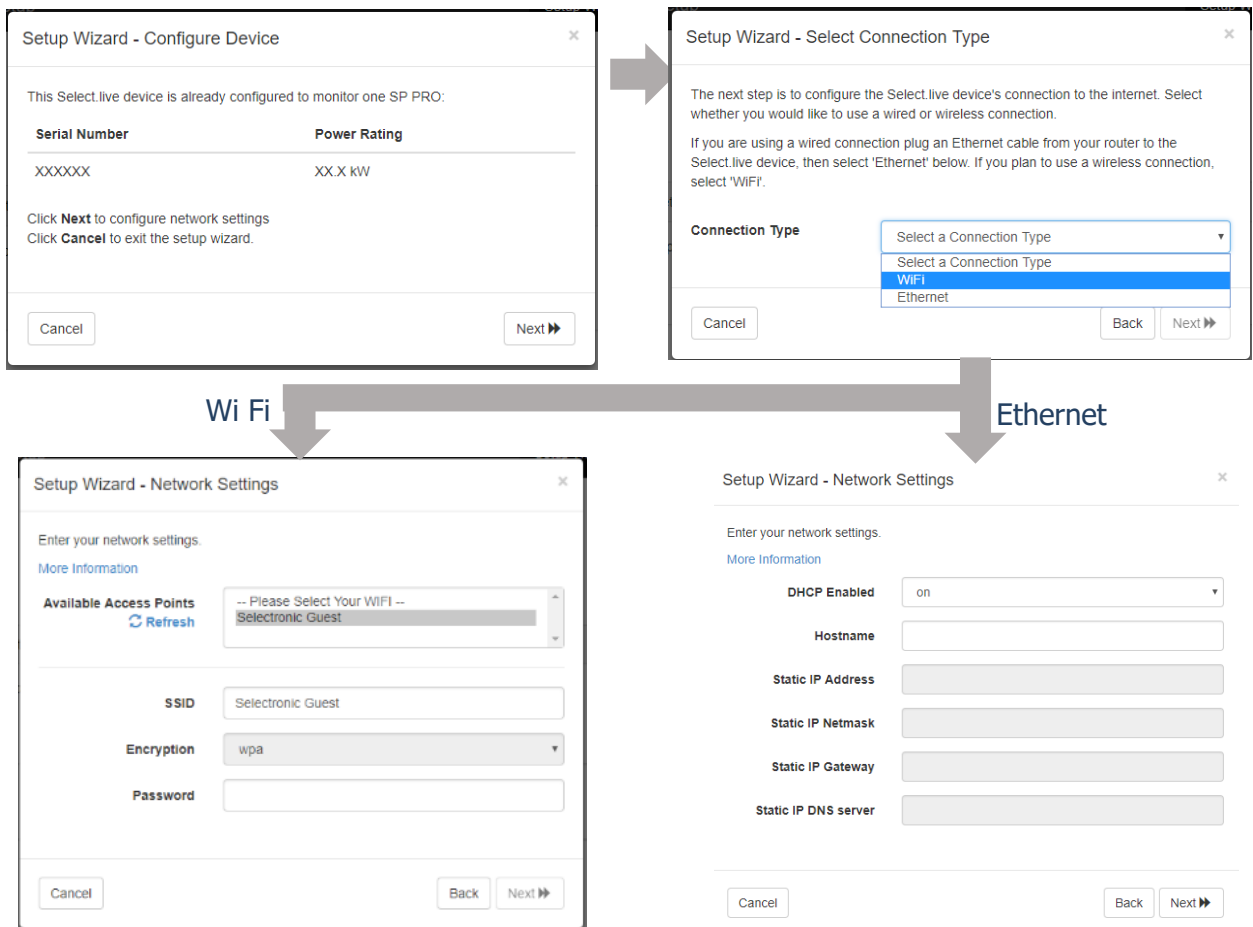 Setup Wizard - Configure Device ×
This Select.live device is already configured to monitor one SP PRO:
Serial Number Power Rating
XXXXXX XX.X kW
Click Next to configure network settings
Click Cancel to exit the setup wizard.
Cancel Next
Setup Wizard - Select Connection Type ×
The next step is to configure the Select.live device's connection to the internet. Select
whether you would like to use a wired or wireless connection.
If you are using a wired connection plug an Ethernet cable from your router to the
Select.live device, then select 'Ethernet' below. If you plan to use a wireless connection,
select 'WiFi'.
Connection Type Select a Connection Type
Select a Connection Type
WiFi
Ethernet
Cancel Back Next
Wi Fi
Ethernet
Setup Wizard - Network Settings ×
Enter your network settings.
More Information
Available Access Points -- Please Select Your WIFI --
Refresh Selectronic Guest
SSID Selectronic Guest
Encryption wpa
Password
Cancel Back Next
Setup Wizard - Network Settings ×
Enter your network settings.
More Information
DHCP Enabled on
Hostname
Static IP Address
Static IP Netmask
Static IP Gateway
Static IP DNS server
Cancel Back Next